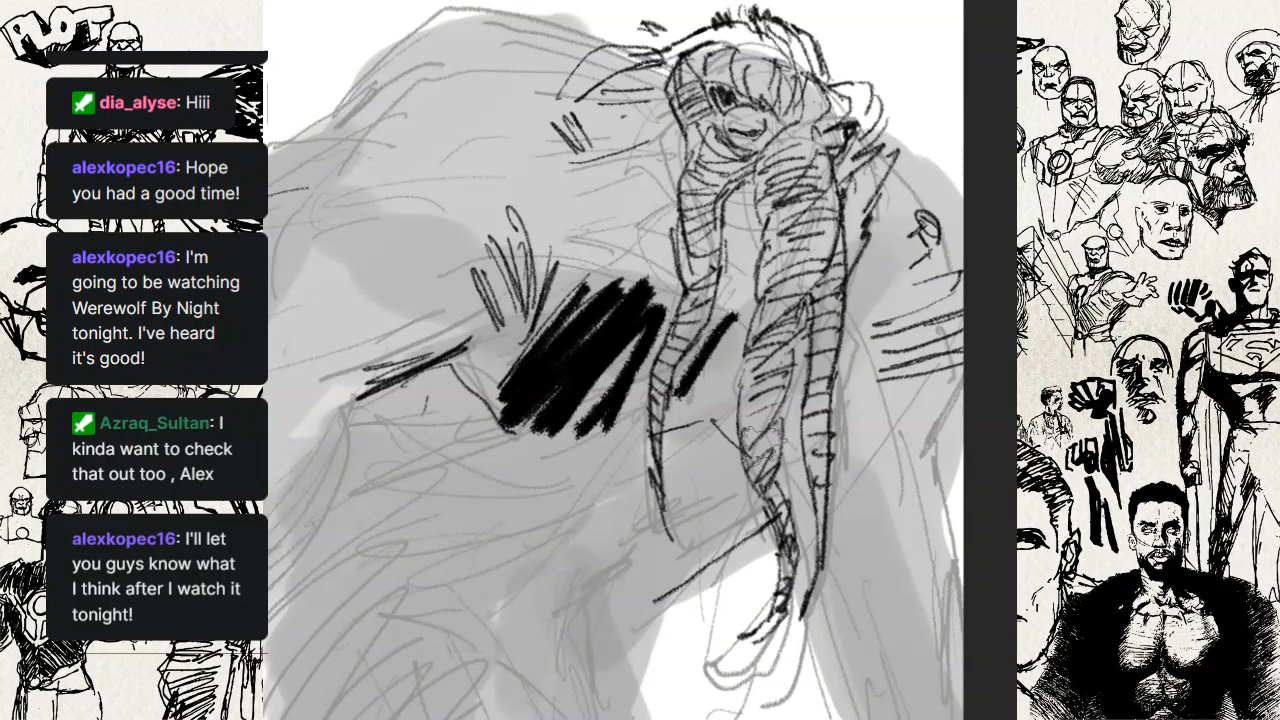 PLOT
dia_alyse: Hiii
alexkopec16: Hope
you had a good time!
alexkopec16: I'm
going to be watching
Werewolf By Night
tonight. I've heard
it's good!
Azraq_Sultan: I
kinda want to check
that out too , Alex
alexkopec16: I'll let
you guys know what
I think after I watch it
tonight!